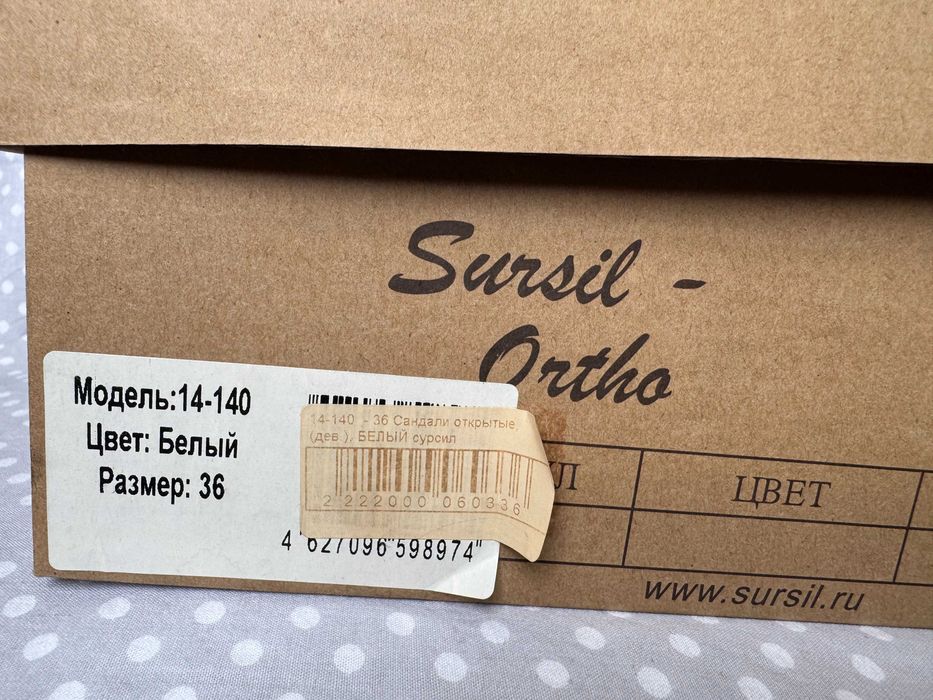 Sursil -
Ortho
Модель:14-140
Цвет: Белый
Размер: 36
14-140 - 36 Сандали открытые
(дев.), БЕЛЫЙ сурсил
2 222000 060336
4 627096 598974
ЦВЕТ
www.sursil.ru